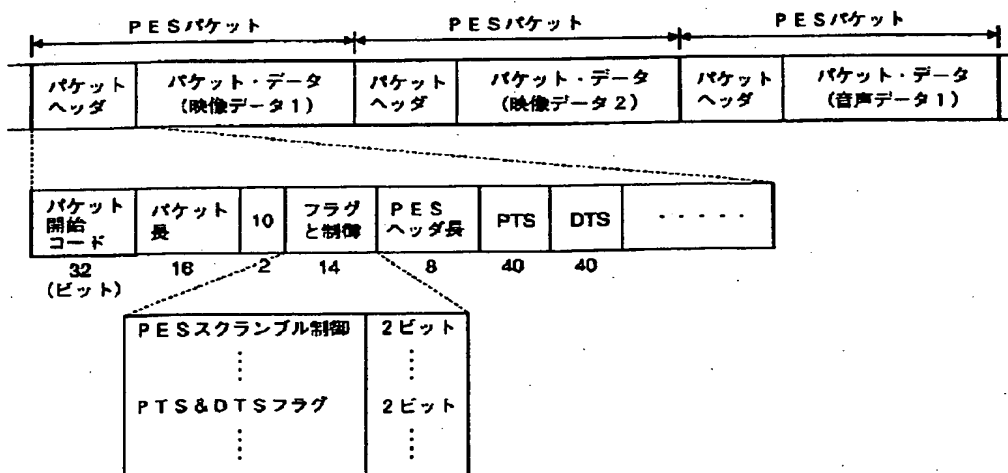 PESパケット PESパケット PESパケット
パケット
ヘッダ
パケット・データ
(映像データ1)
パケット
ヘッダ
パケット・データ
(映像データ2)
パケット
ヘッダ
パケット・データ
(音声データ1)
パケット
開始
コード
パケット
長
10
フラグ
と制御
PES
ヘッダ長
PTS
DTS
・・・・・
32
(ビット)
16
2
14
8
40
40
PESスクランブル制御 2ビット
⋮ ⋮
PTS&DTSフラグ 2ビット
⋮ ⋮